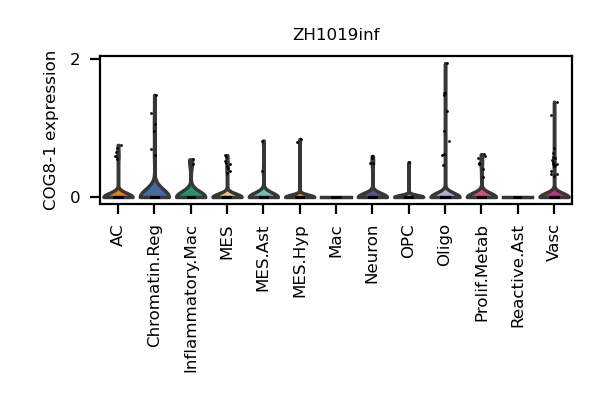 ZH1019inf
COG8-1 expression
2
0
AC
Chromatin.Reg
Inflammatory.Mac
MES
MES.Ast
MES.Hyp
Mac
Neuron
OPC
Oligo
Prolif.Metab
Reactive.Ast
Vasc